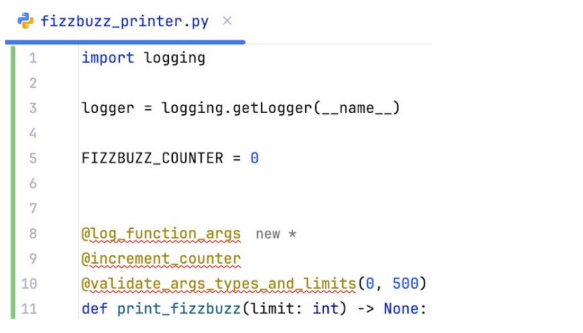 fizzbuzz_printer.py ×
1 import logging
2
3 logger = logging.getLogger(__name__)
4
5 FIZZBUZZ_COUNTER = 0
6
7
8 @log_function_args new *
9 @increment_counter
10 @validate_args_types_and_limits(0, 500)
11 def print_fizzbuzz(limit: int) -> None: